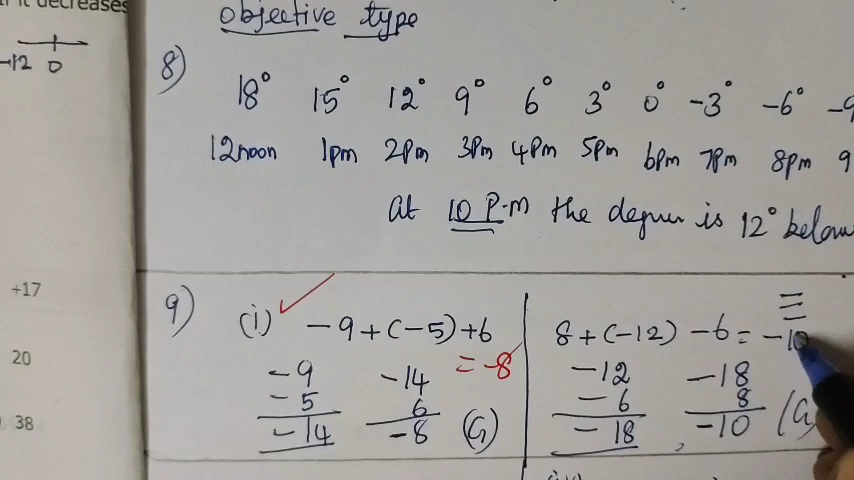 decreases
-12 0
+17
20
38
objective type
8)
18° 15° 12° 9° 6° 3° 0° -3° -6° -9
12noon 1pm 2pm 3pm 4pm 5pm 6pm 7pm 8pm 9
at 10 P.M the degree is 12° below
9) (i) -9+(-5)+6
= -8
-9 -14
-5 6
-14 -8 (G)
8+(-12) -6 = -10
-12 -18
-6 8
-18, -10 (G